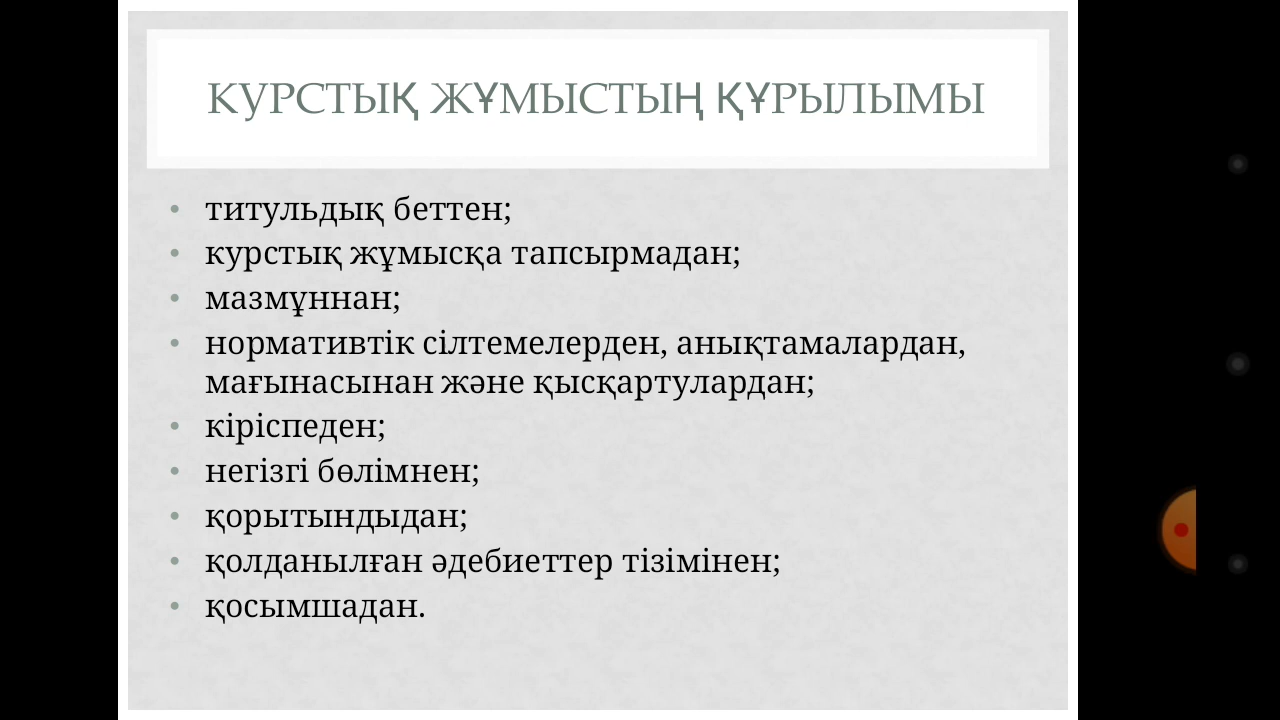 КУРСТЫҚ ЖҰМЫСТЫҢ ҚҰРЫЛЫМЫ
• титульдық беттен;
• курстық жұмысқа тапсырмадан;
• мазмұннан;
• нормативтік сілтемелерден, анықтамалардан,
мағынасынан және қысқартулардан;
• кіріспеден;
• негізгі бөлімнен;
• қорытындыдан;
• қолданылған әдебиеттер тізімінен;
• қосымшадан.